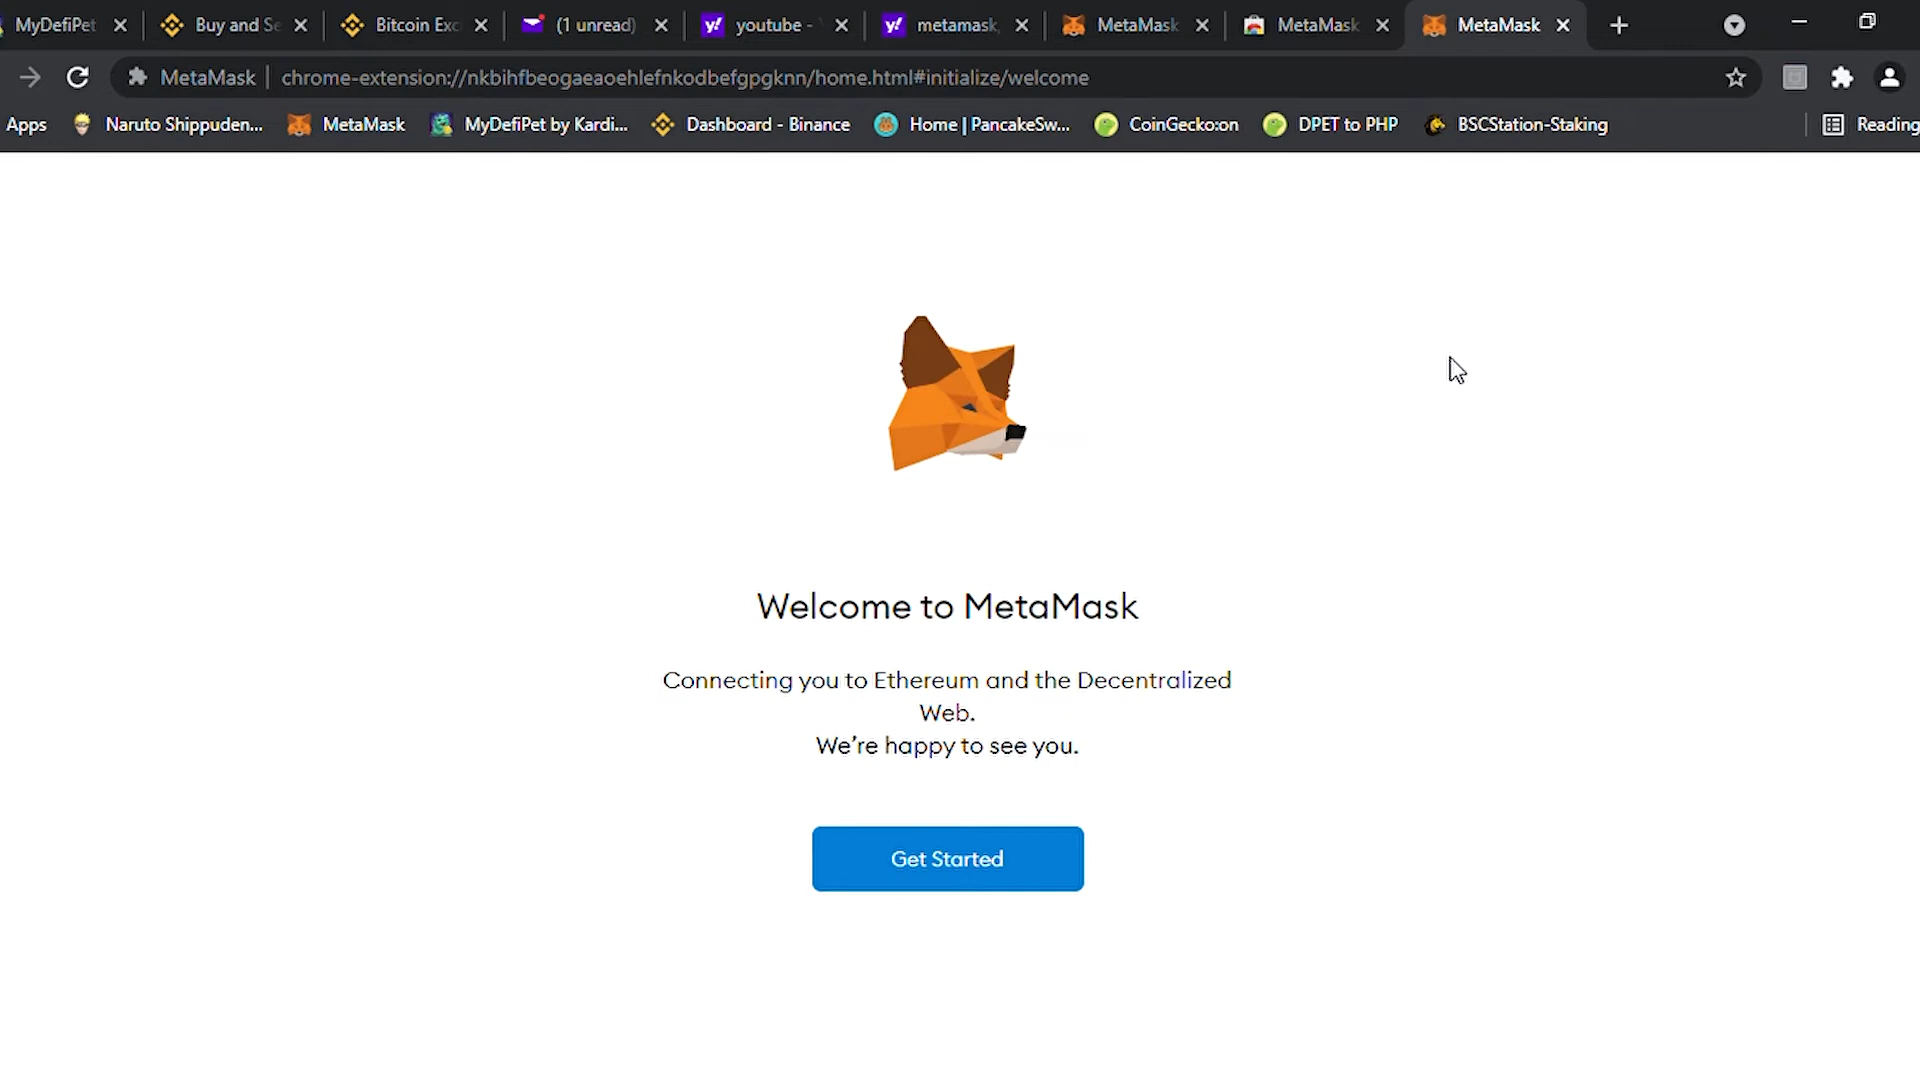 MyDefiPet
Buy and Se
Bitcoin Exc
(1 unread)
youtube -
metamask,
MetaMask
MetaMask
MetaMask
MetaMask | chrome-extension://nkbihfbeogaeaoehlefnkodbefgpgknn/home.html#initialize/welcome
Apps
Naruto Shippuden...
MetaMask
MyDefiPet by Kardi...
Dashboard - Binance
Home | PancakeSw...
CoinGecko:on
DPET to PHP
BSCStation-Staking
Reading
Welcome to MetaMask
Connecting you to Ethereum and the Decentralized
Web.
We're happy to see you.
Get Started